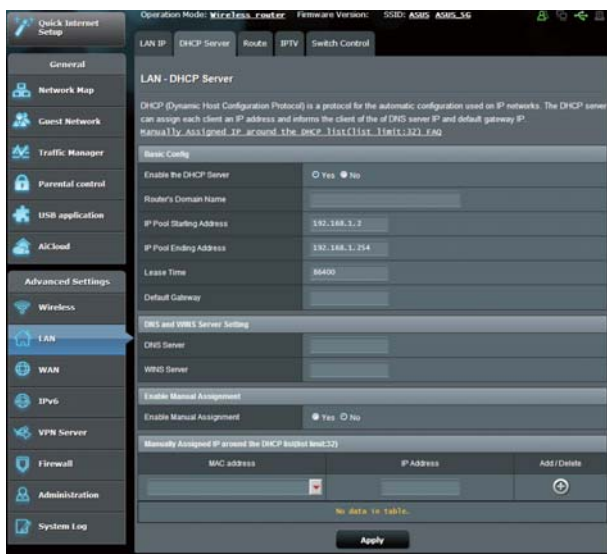 Quick Internet Setup
Operation Mode: Wireless router Firmware Version: SSID: ASUS ASUS_5G
LAN IP DHCP Server Route IPTV Switch Control
General
Network Map
Guest Network
Traffic Manager
Parental control
USB application
AiCloud
Advanced Settings
Wireless
LAN
WAN
IPv6
VPN Server
Firewall
Administration
System Log
LAN - DHCP Server
DHCP (Dynamic Host Configuration Protocol) is a protocol for the automatic configuration used on IP networks. The DHCP server
can assign each client an IP address and informs the client of the of DNS server IP and default gateway IP.
Manually Assigned IP around the DHCP list(list limit:32) FAQ
Basic Config
Enable the DHCP Server Yes No
Router's Domain Name
IP Pool Starting Address 192.168.1.2
IP Pool Ending Address 192.168.1.254
Lease Time 86400
Default Gateway
DNS and WINS Server Setting
DNS Server
WINS Server
Enable Manual Assignment
Enable Manual Assignment Yes No
Manually Assigned IP around the DHCP list(list limit:32)
MAC address IP Address Add / Delete
No data in table.
Apply